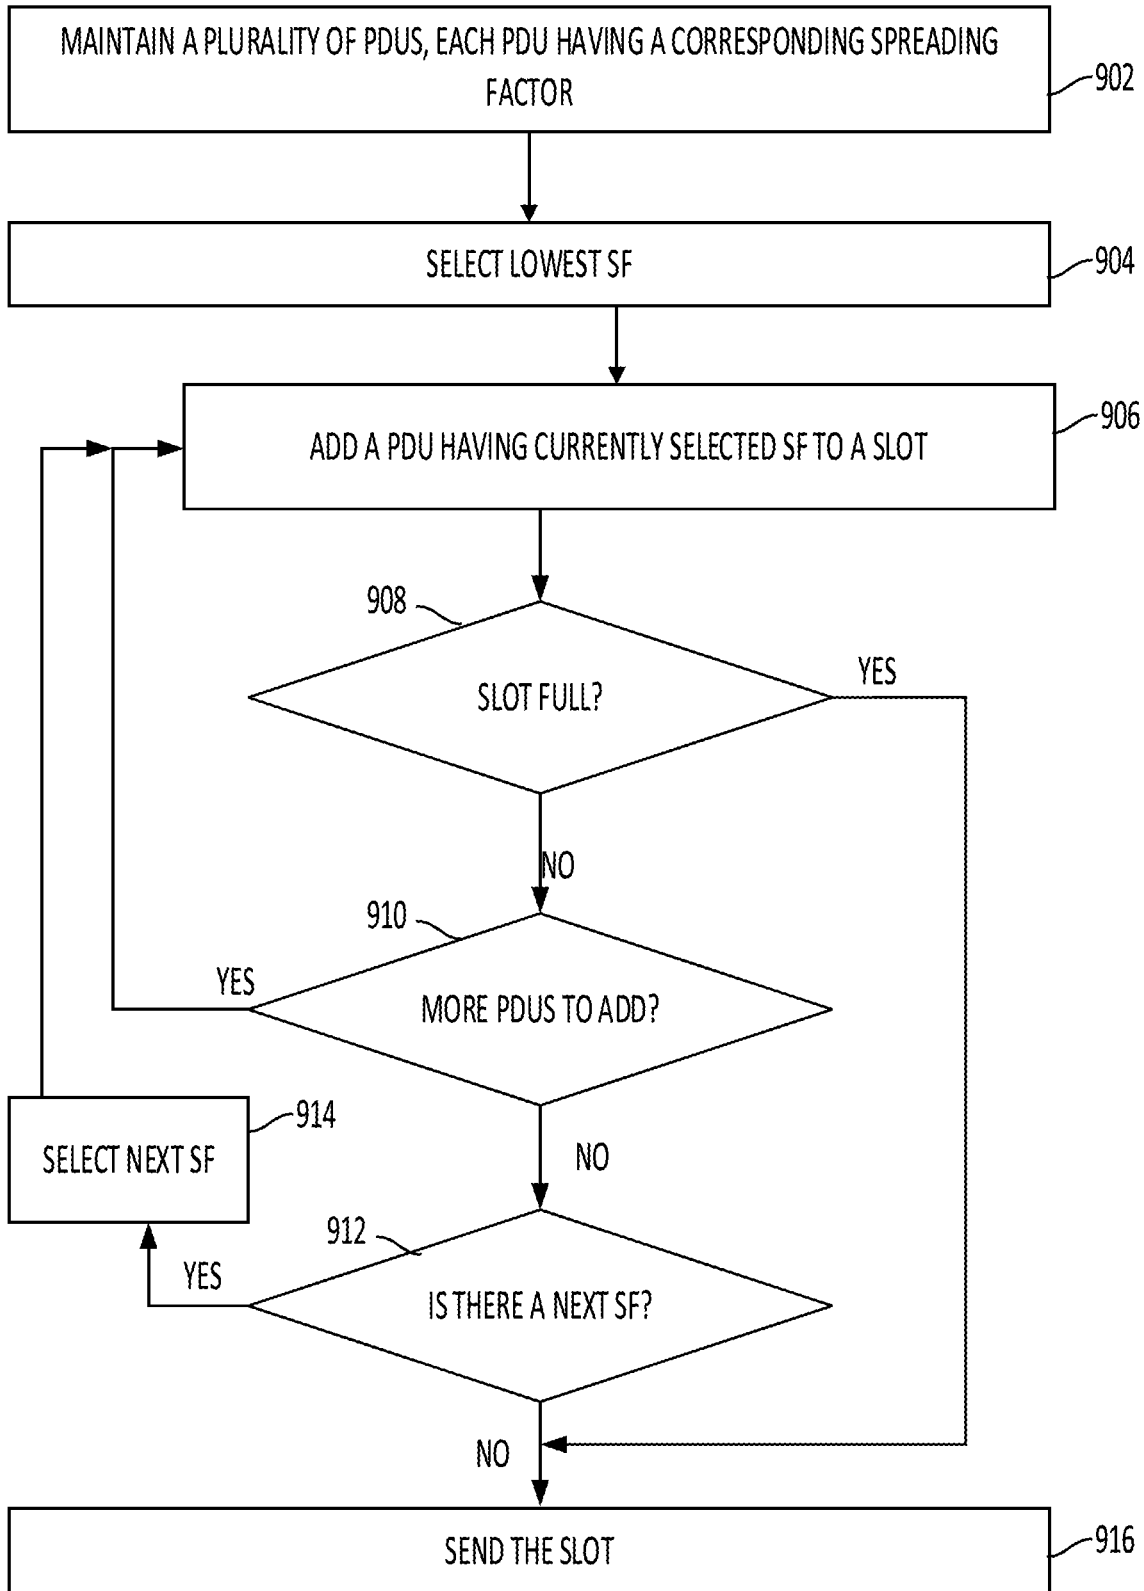 MAINTAIN A PLURALITY OF PDUS, EACH PDU HAVING A CORRESPONDING SPREADING
FACTOR
902
SELECT LOWEST SF
904
ADD A PDU HAVING CURRENTLY SELECTED SF TO A SLOT
906
908
SLOT FULL?
YES
NO
910
MORE PDUS TO ADD?
YES
NO
914
SELECT NEXT SF
912
IS THERE A NEXT SF?
YES
NO
SEND THE SLOT
916